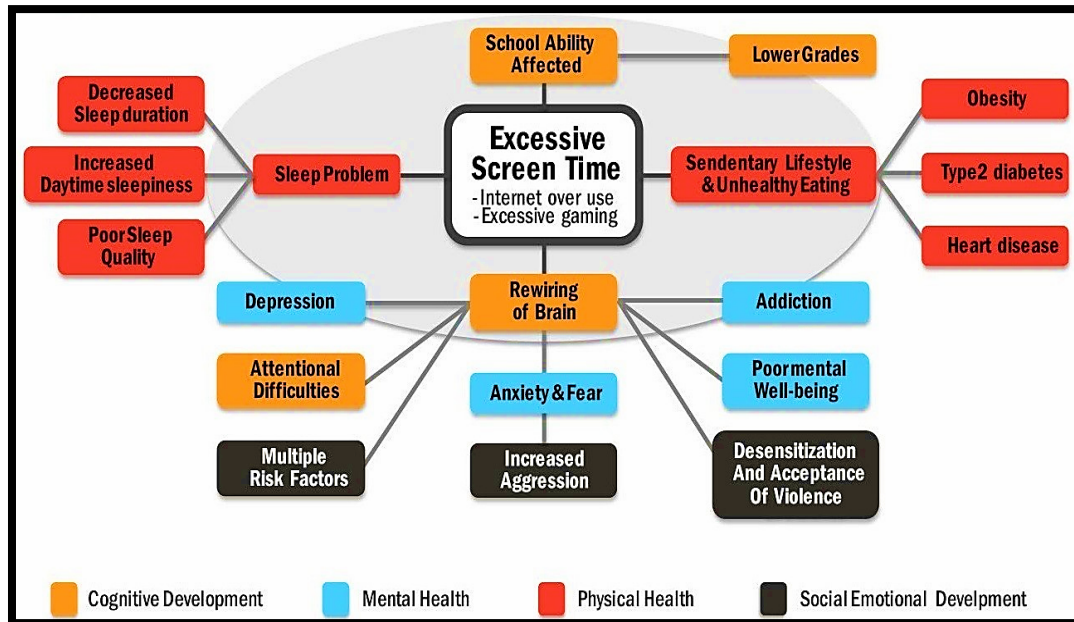 School Ability
Affected
Lower Grades
Decreased
Sleep duration
Increased
Daytime sleepiness
Poor Sleep
Quality
Sleep Problem
Excessive
Screen Time
-Internet over use
-Excessive gaming
Sendentary Lifestyle
& Unhealthy Eating
Obesity
Type2 diabetes
Heart disease
Depression
Rewiring
of Brain
Addiction
Attentional
Difficulties
Anxiety & Fear
Poor mental
Well-being
Multiple
Risk Factors
Increased
Aggression
Desensitization
And Acceptance
Of Violence
Cognitive Development
Mental Health
Physical Health
Social Emotional Develpment